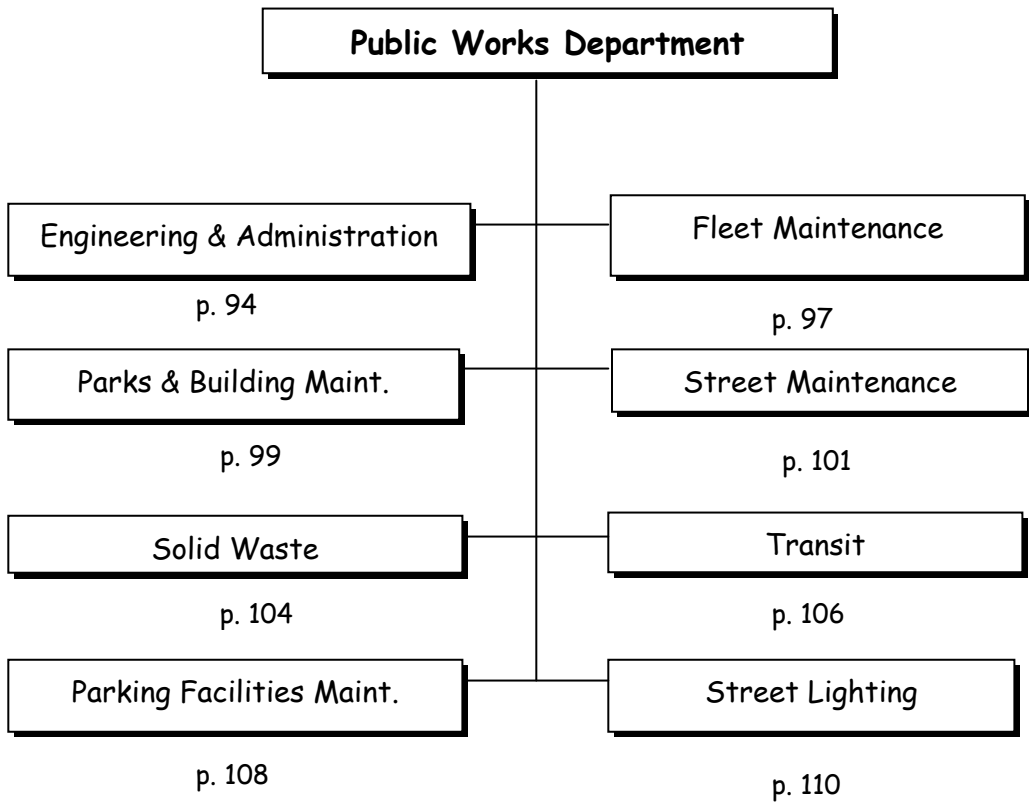 Public Works Department
Engineering & Administration
Fleet Maintenance
p. 94
p. 97
Parks & Building Maint.
Street Maintenance
p. 99
p. 101
Solid Waste
Transit
p. 104
p. 106
Parking Facilities Maint.
Street Lighting
p. 108
p. 110